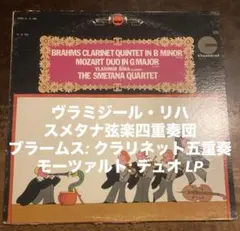 BRAHMS CLARINET QUINTET IN B MINOR
MOZART DUO IN G MAJOR
VLADIMIR ŘÍHA
THE SMETANA QUARTET
ヴラミジール・リハ
スメタナ弦楽四重奏団
ブラームス: クラリネット五重奏
モーツァルト デュオ LP